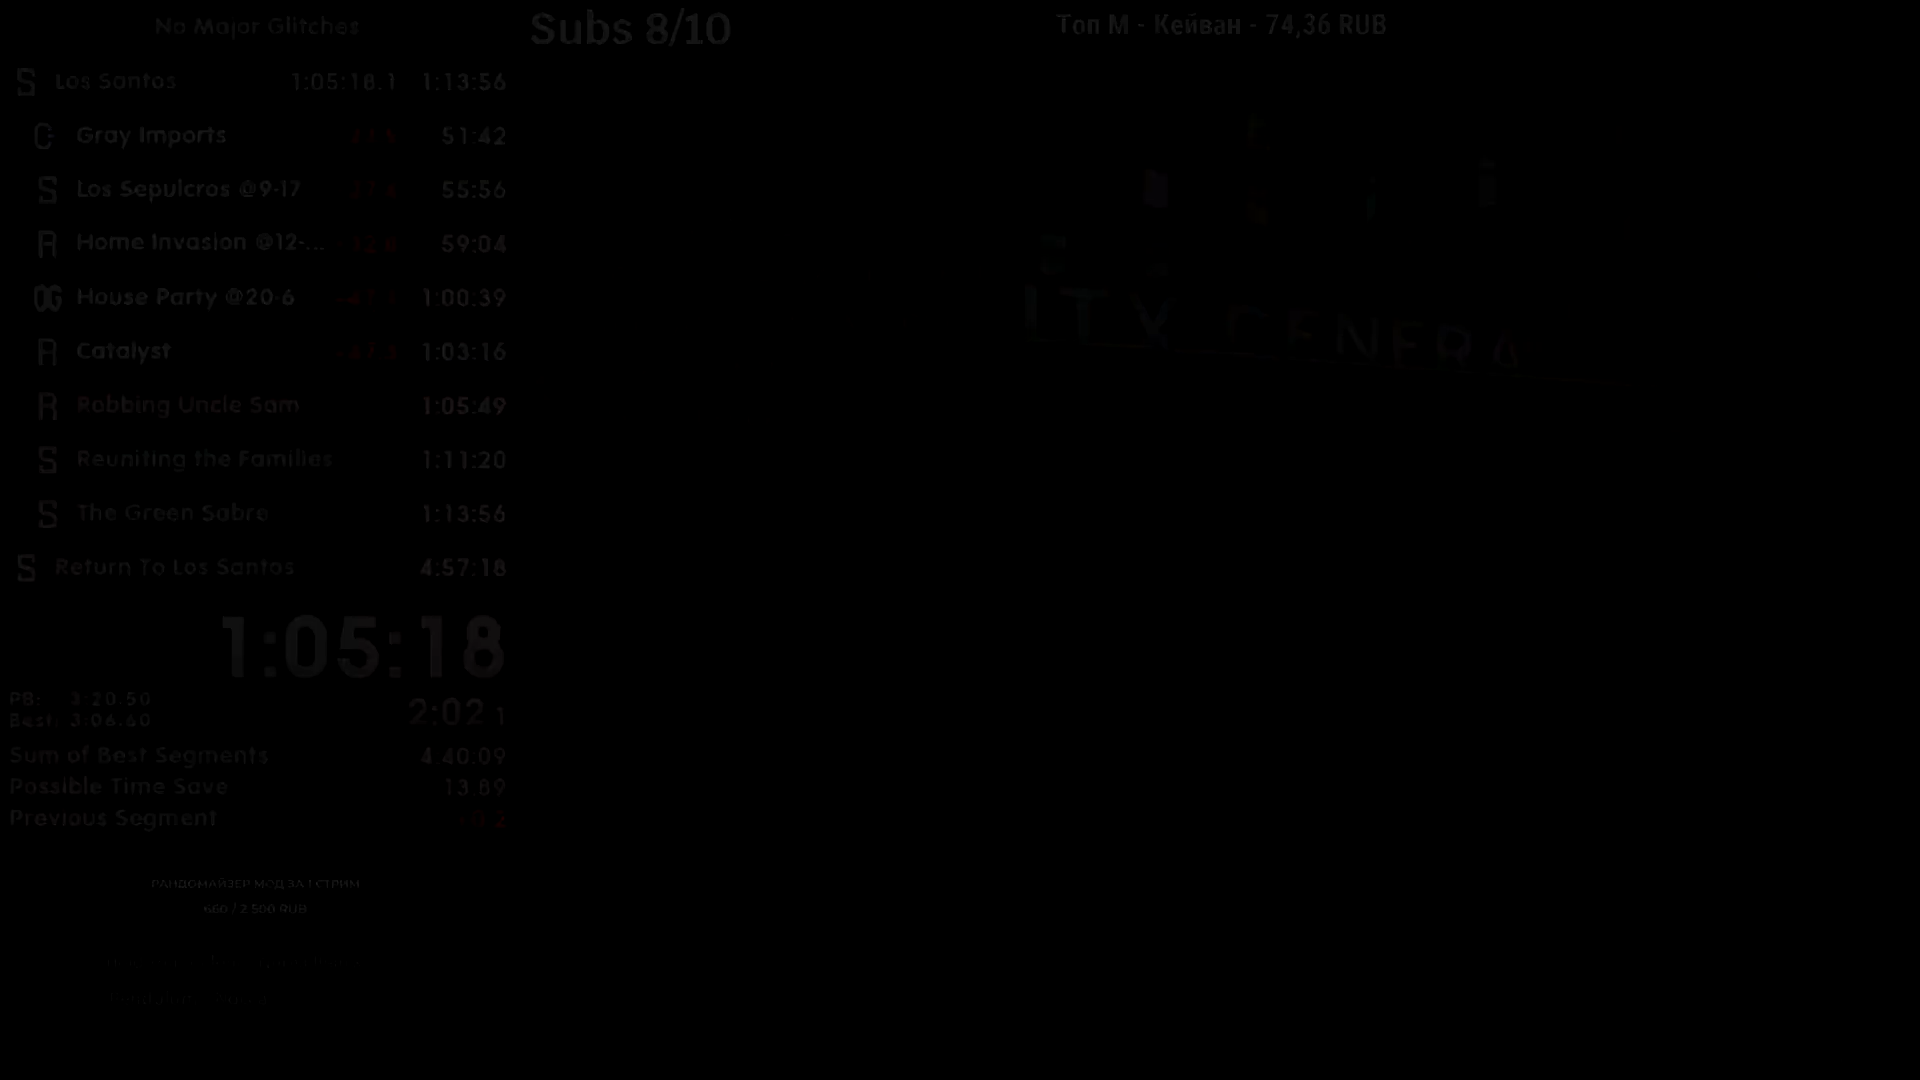 No Major Glitches
Subs 8/10
Топ М - Кейван - 74,36 RUB
S Los Santos 1:05:18.1 1:13:56
Gray Imports 51:42
S Los Sepulcros @9-17 55:56
R Home Invasion @12-... 59:04
OG House Party @20-6 1:00:39
R Catalyst 1:03:16
R Robbing Uncle Sam 1:05:49
S Reuniting the Families 1:11:20
S The Green Sabre 1:13:56
S Return To Los Santos 4:57:18
1:05:18
PB: 3:20.50
Best: 3:06.60
2:02.1
Sum of Best Segments 4:40:09
Possible Time Save 13.89
Previous Segment
РАНДОМАЙЗЕР МОД ЗА 1 СТРИМ
660 / 2 500 RUB